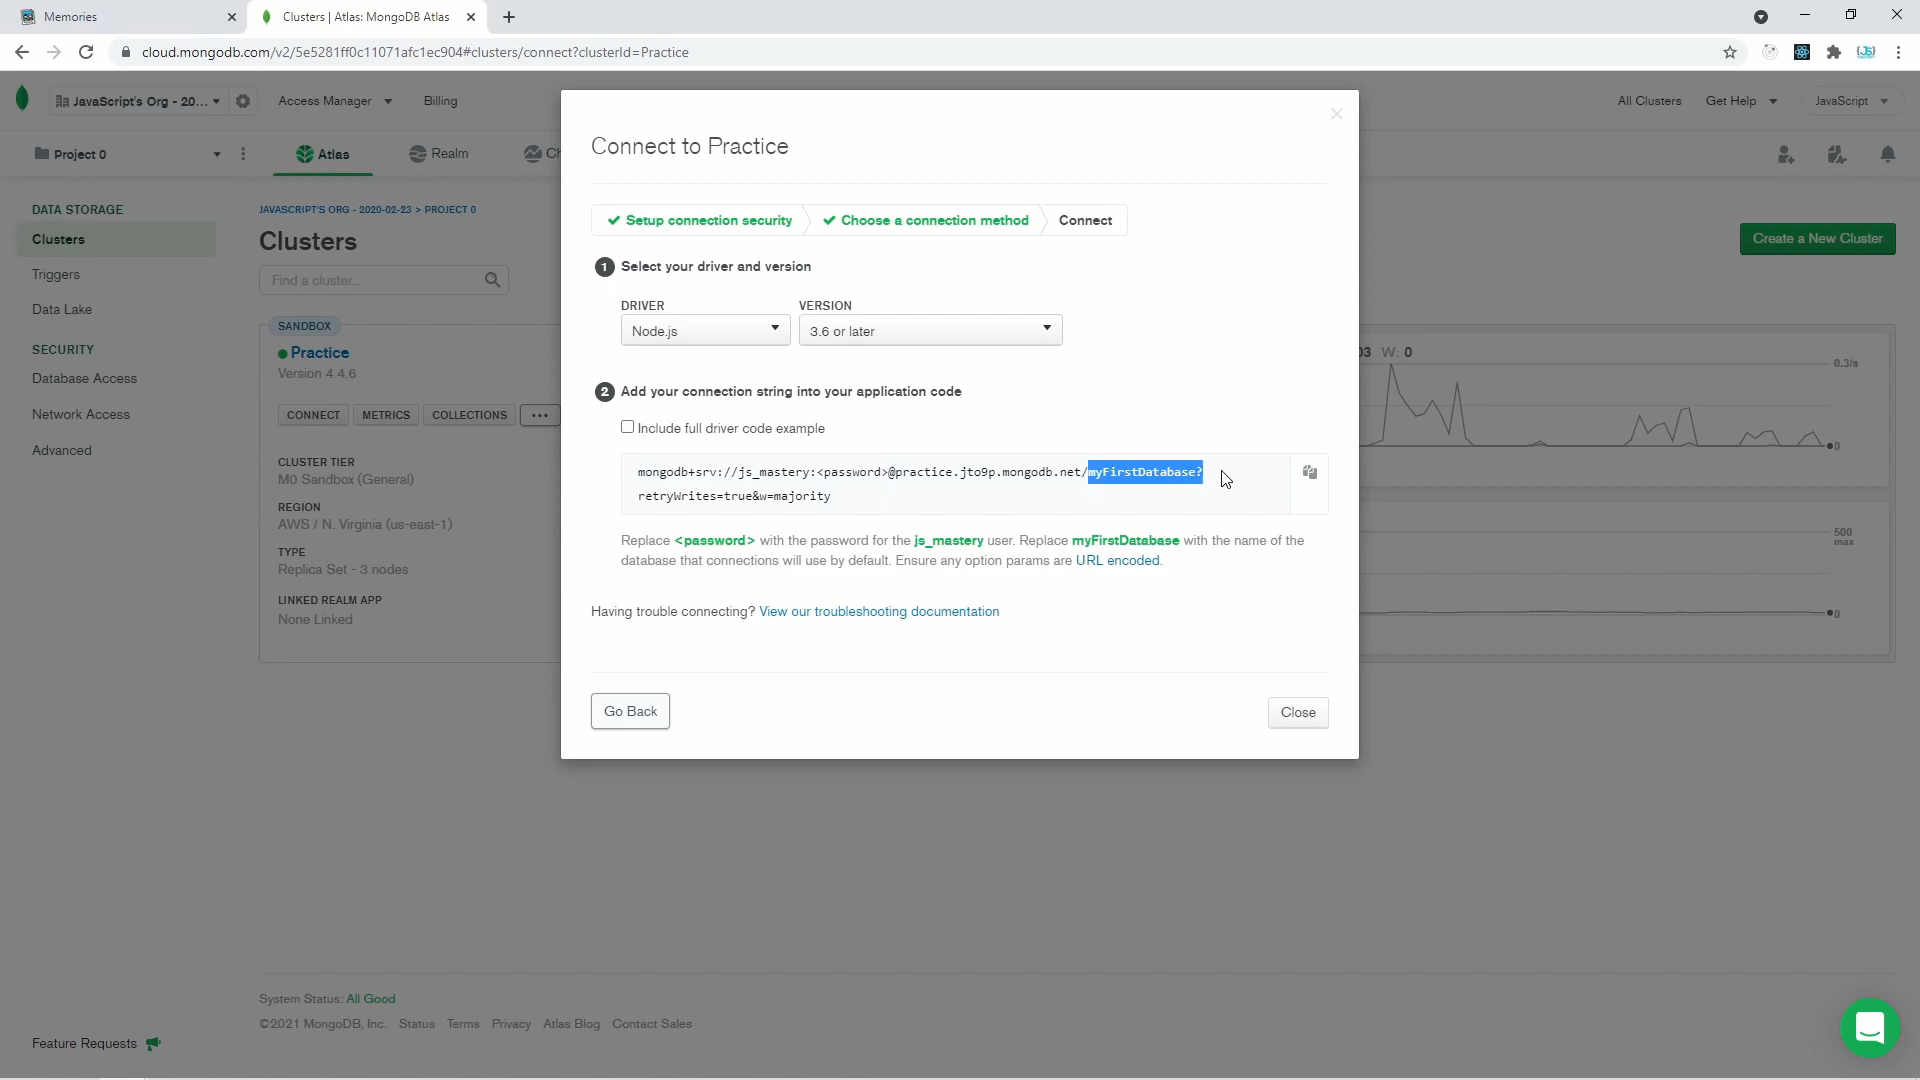 Memories
Clusters | Atlas: MongoDB Atlas
cloud.mongodb.com/v2/5e5281ff0c11071afc1ec904#clusters/connect?clusterId=Practice
JavaScript's Org - 20...
Access Manager
Billing
All Clusters
Get Help
JavaScript
Project 0
Atlas
Realm
Ch
DATA STORAGE
Clusters
Triggers
Data Lake
SECURITY
Database Access
Network Access
Advanced
JAVASCRIPT'S ORG - 2020-02-23 > PROJECT 0
Clusters
Create a New Cluster
Find a cluster...
SANDBOX
Practice
Version 4.4.6
CONNECT
METRICS
COLLECTIONS
...
CLUSTER TIER
M0 Sandbox (General)
REGION
AWS / N. Virginia (us-east-1)
TYPE
Replica Set - 3 nodes
LINKED REALM APP
None Linked
Connect to Practice
Setup connection security
Choose a connection method
Connect
1 Select your driver and version
DRIVER
VERSION
Node.js
3.6 or later
2 Add your connection string into your application code
Include full driver code example
mongodb+srv://js_mastery:<password>@practice.jto9p.mongodb.net/myFirstDatabase?
retryWrites=true&w=majority
Replace <password> with the password for the js_mastery user. Replace myFirstDatabase with the name of the
database that connections will use by default. Ensure any option params are URL encoded.
Having trouble connecting? View our troubleshooting documentation
Go Back
Close
03 W: 0
0.3/s
0
500
max
0
System Status: All Good
©2021 MongoDB, Inc. Status Terms Privacy Atlas Blog Contact Sales
Feature Requests